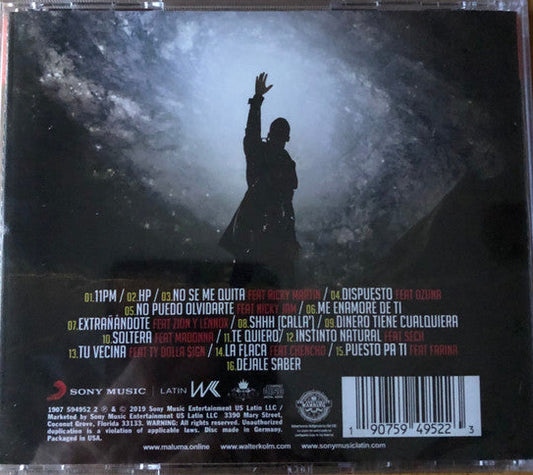 01.11PM / 02.HP / 03.NO SE ME QUITA FEAT RICKY MARTIN / 04.DISPUESTO FEAT OZUNA
05.NO PUEDO OLVIDARTE FEAT NICKY JAM / 06.ME ENAMORE DE TI
07.EXTRAÑÁNDOTE FEAT ZION Y LENNOX / 08.SHHH (CALLA') / 09.DINERO TIENE CUALQUIERA
10.SOLTERA FEAT MADONNA / 11.TE QUIERO / 12.INSTINTO NATURAL FEAT SECH
13.TU VECINA FEAT TY DOLLA $IGN / 14.LA FLACA FEAT CHENCHO / 15.PUESTO PA TI FEAT FARINA
16.DEJALE SABER
SONY MUSIC | LATIN WK
1907 594952 2 Ⓟ & © 2019 Sony Music Entertainment US Latin LLC /
Marketed by Sony Music Entertainment US Latin LLC, 3390 Mary Street,
Coconut Grove, Florida 33133. WARNING: All rights reserved. Unauthorized
duplication is a violation of applicable laws. Disc made in Germany.
Packaged in USA.
www.maluma.online www.walterkolm.com www.sonymusiclatin.com
1 90759 49522 3